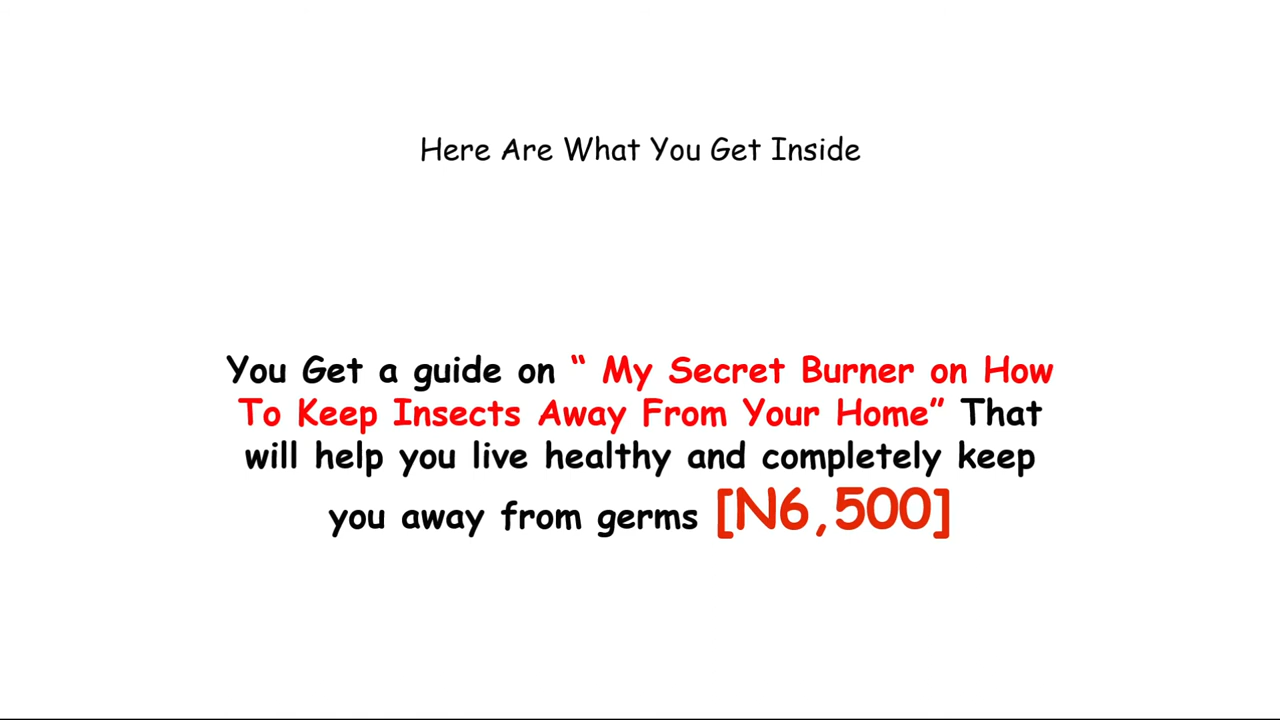 Here Are What You Get Inside
You Get a guide on “ My Secret Burner on How
To Keep Insects Away From Your Home” That
will help you live healthy and completely keep
you away from germs [N6,500]